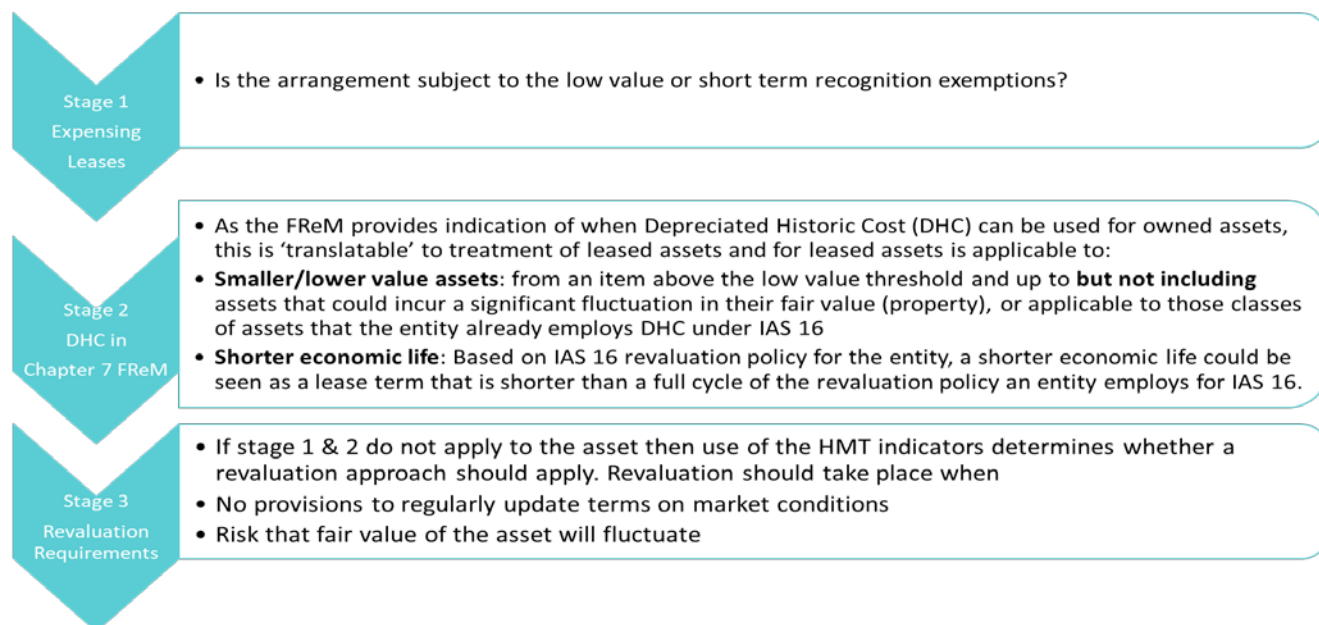 Stage 1
Expensing
Leases
• Is the arrangement subject to the low value or short term recognition exemptions?
Stage 2
DHC in
Chapter 7 FReM
• As the FReM provides indication of when Depreciated Historic Cost (DHC) can be used for owned assets,
this is ‘translatable’ to treatment of leased assets and for leased assets is applicable to:
• Smaller/lower value assets: from an item above the low value threshold and up to but not including
assets that could incur a significant fluctuation in their fair value (property), or applicable to those classes
of assets that the entity already employs DHC under IAS 16
• Shorter economic life: Based on IAS 16 revaluation policy for the entity, a shorter economic life could be
seen as a lease term that is shorter than a full cycle of the revaluation policy an entity employs for IAS 16.
Stage 3
Revaluation
Requirements
• If stage 1 & 2 do not apply to the asset then use of the HMT indicators determines whether a
revaluation approach should apply. Revaluation should take place when
• No provisions to regularly update terms on market conditions
• Risk that fair value of the asset will fluctuate